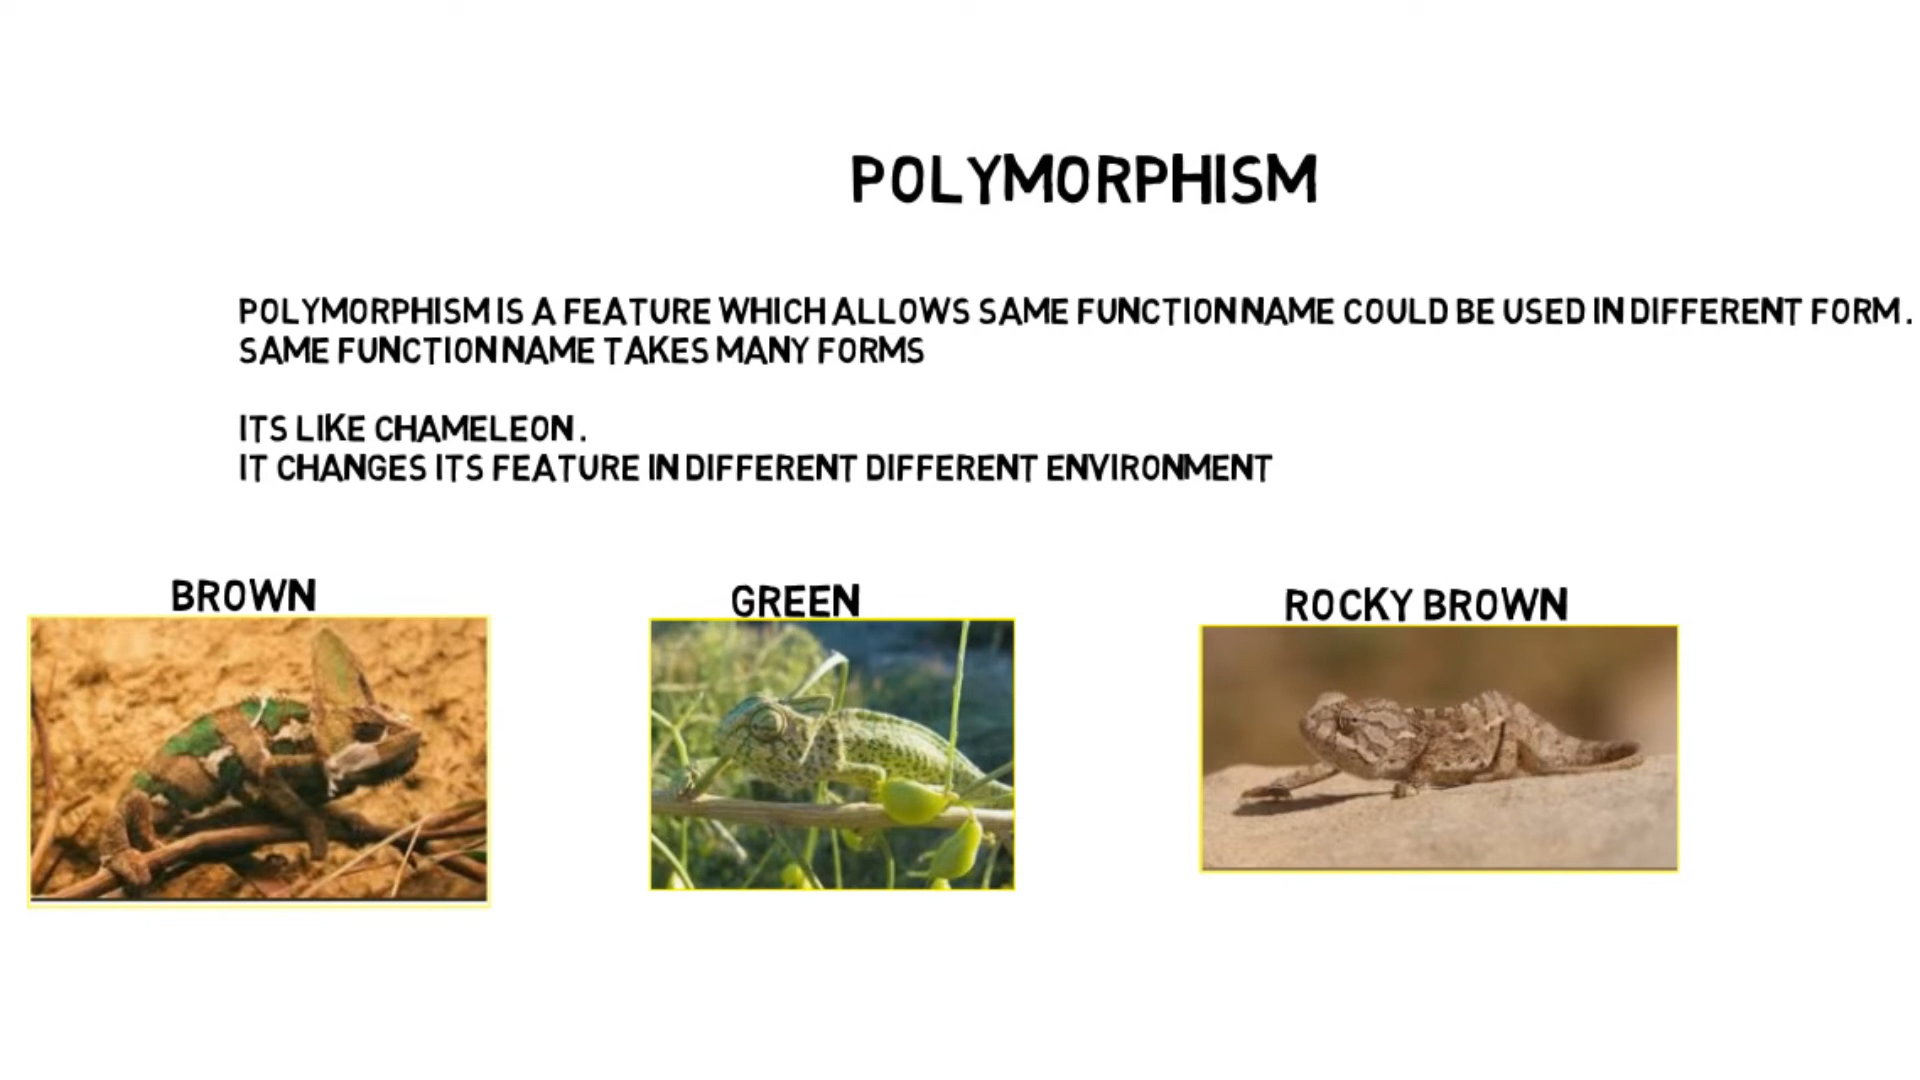 POLYMORPHISM
POLYMORPHISM IS A FEATURE WHICH ALLOWS SAME FUNCTION NAME COULD BE USED IN DIFFERENT FORM.
SAME FUNCTION NAME TAKES MANY FORMS
ITS LIKE CHAMELEON.
IT CHANGES ITS FEATURE IN DIFFERENT DIFFERENT ENVIRONMENT
BROWN
GREEN
ROCKY BROWN